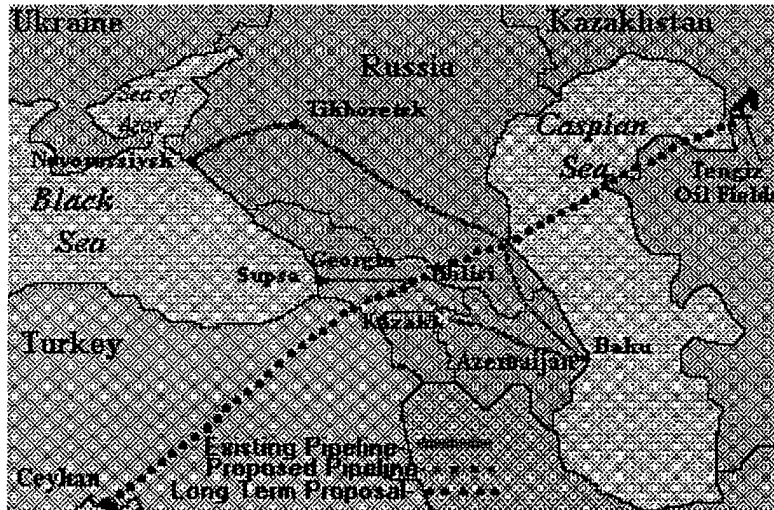 Ukraine
Kazakhstan
Russia
Sea of
Azov
Tikhoretsk
Caspian
Sea
Novorossiysk
Tengiz
Oil Fields
Black
Sea
Georgia
Supsa
Tbilisi
Kazakh
Turkey
Baku
Azerbaijan
Existing Pipeline-
Proposed Pipeline-
Long Term Proposal-
Ceyhan